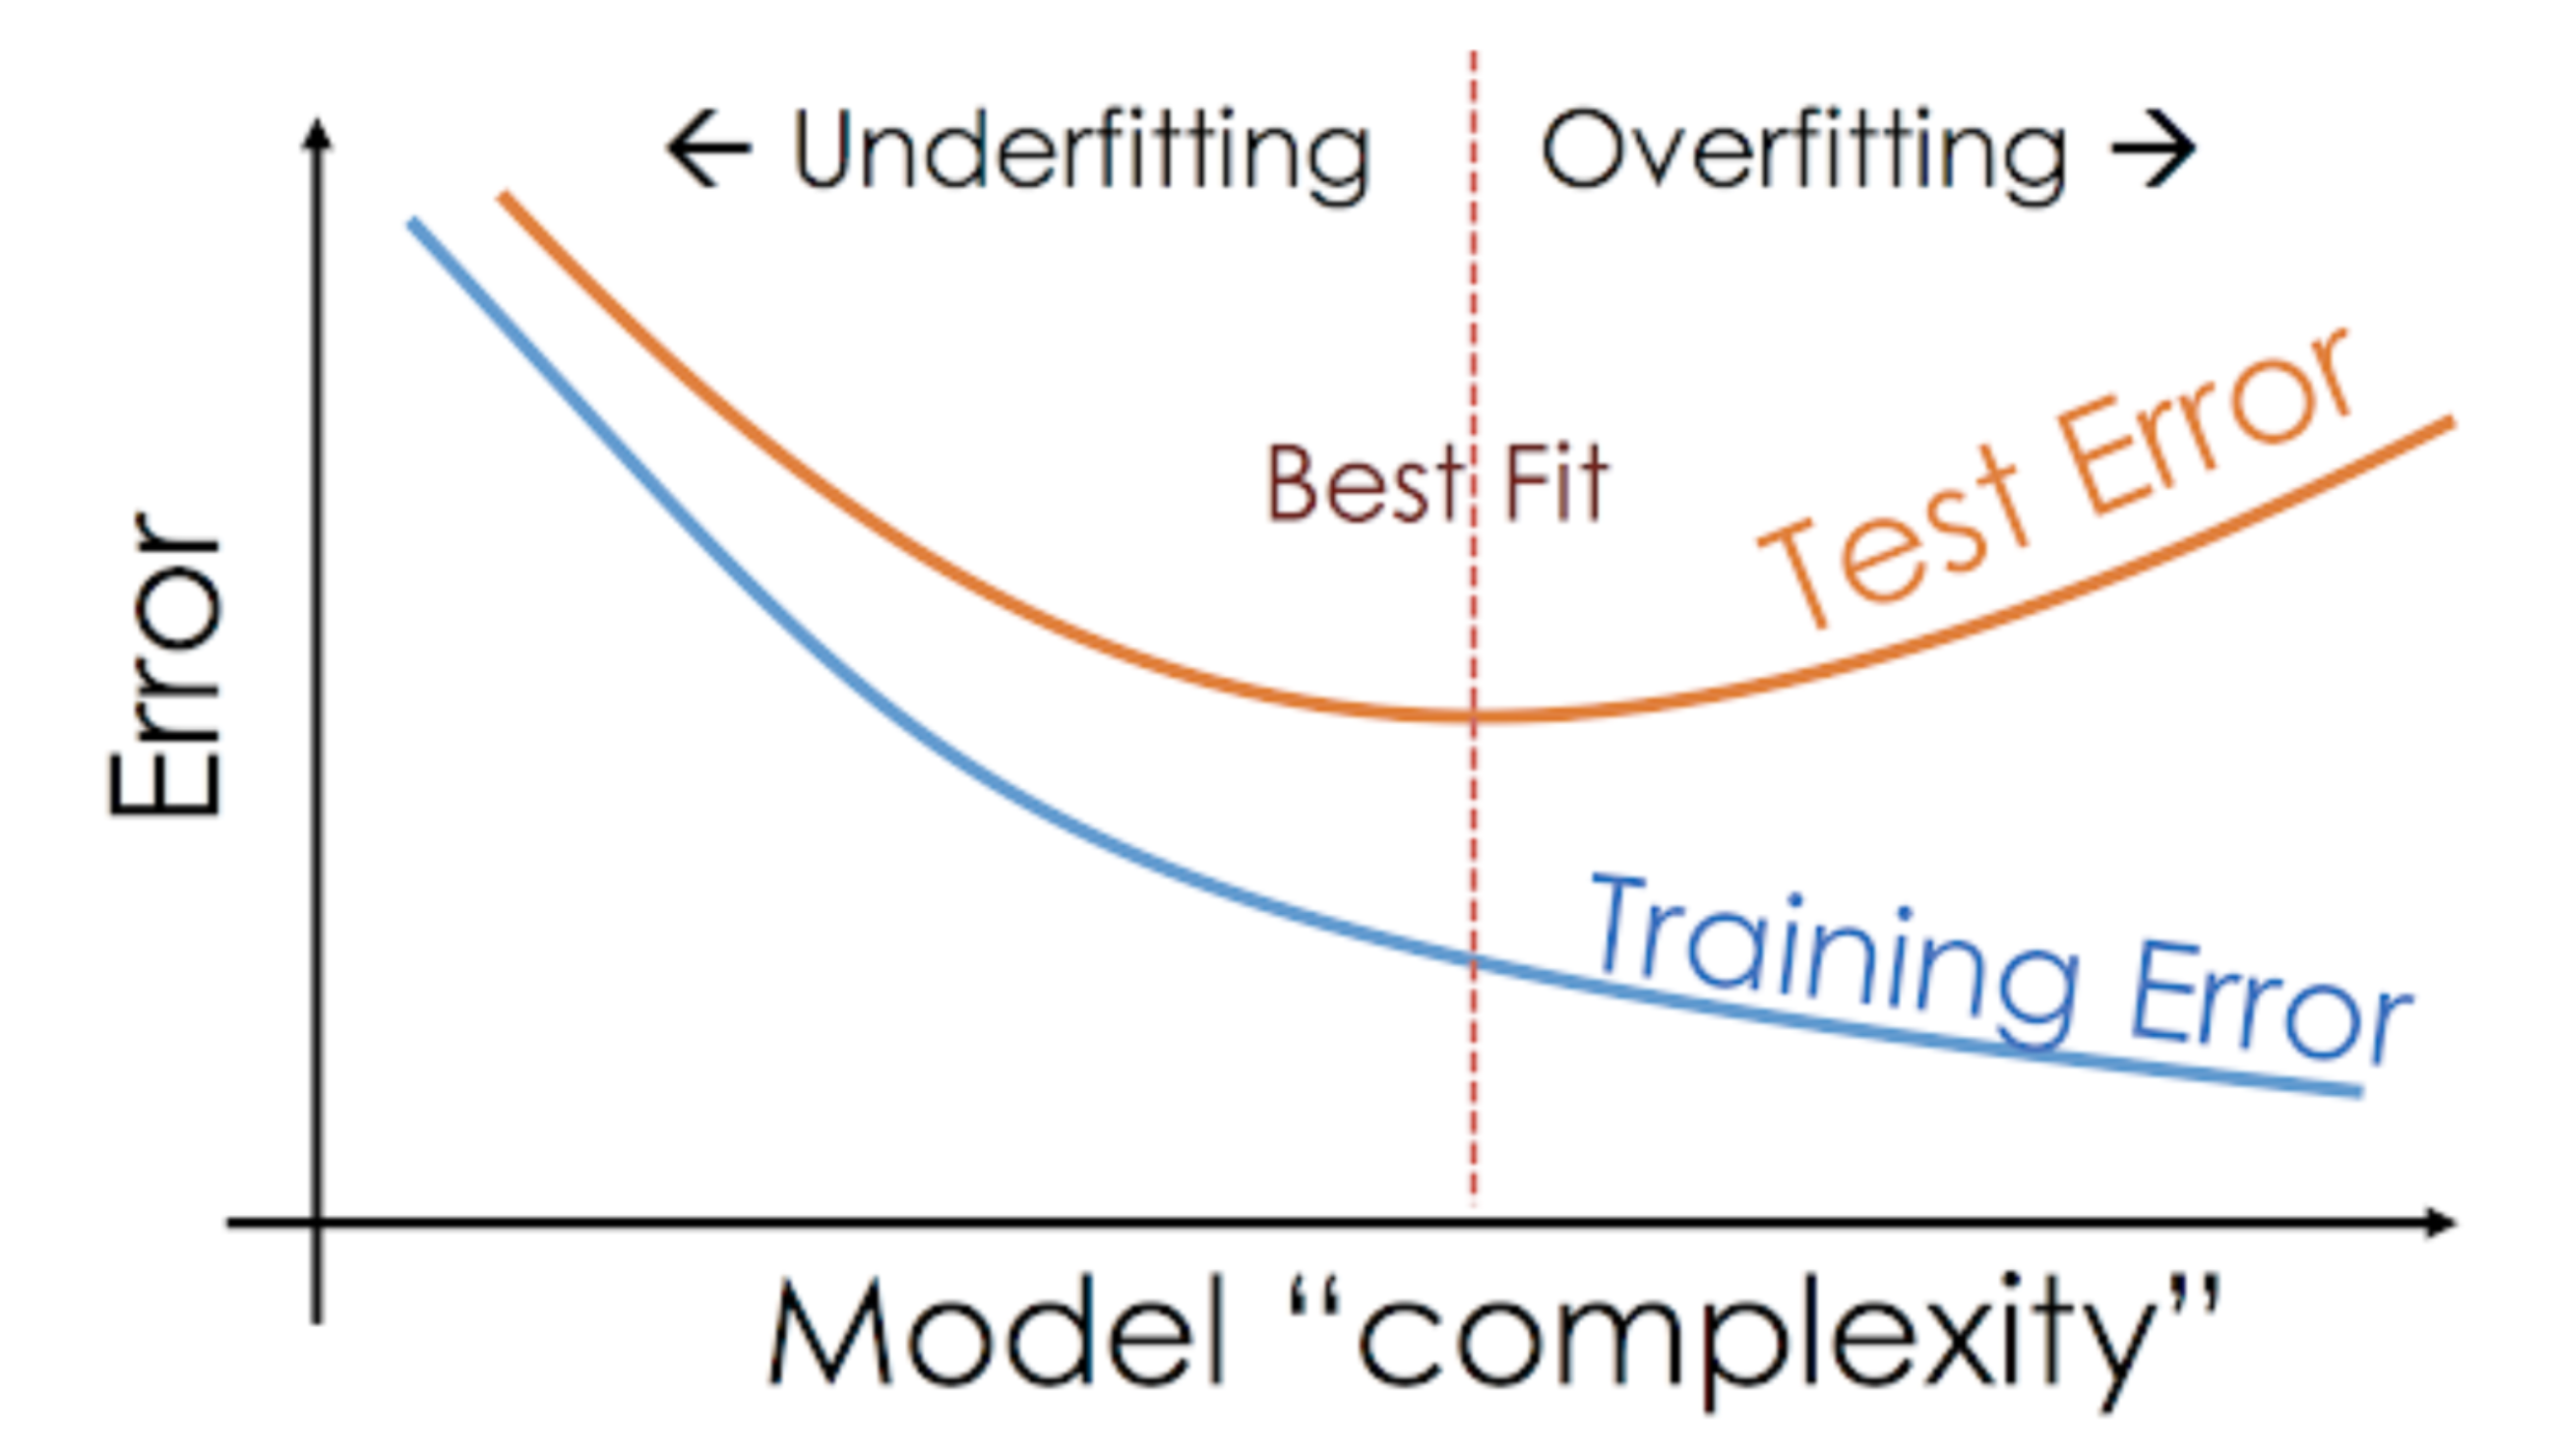 ← Underfitting
Overfitting →
Best Fit
Test Error
Error
Training Error
Model “complexity”